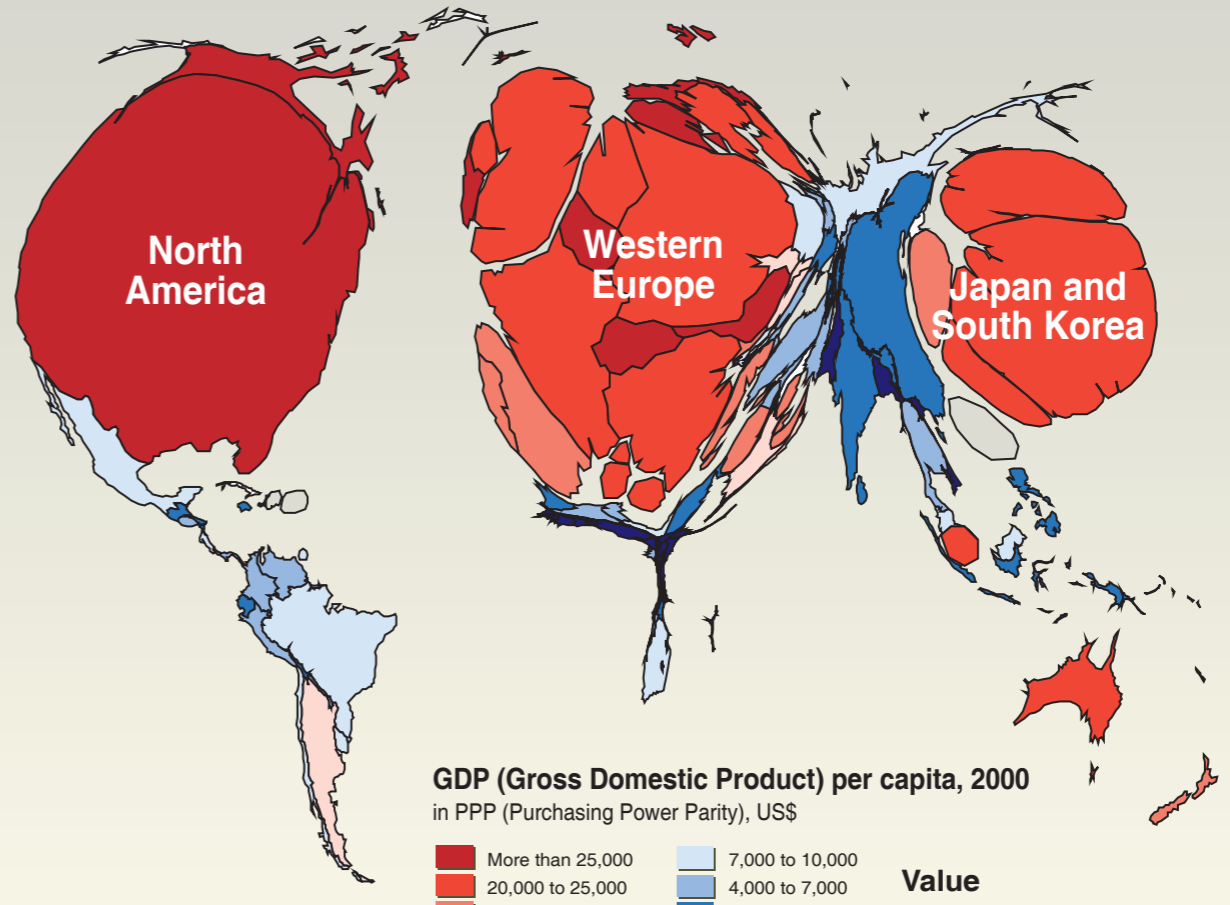 North
America
Western
Europe
Japan and
South Korea
GDP (Gross Domestic Product) per capita, 2000
in PPP (Purchasing Power Parity), US$
More than 25,000
7,000 to 10,000
20,000 to 25,000
4,000 to 7,000
Value